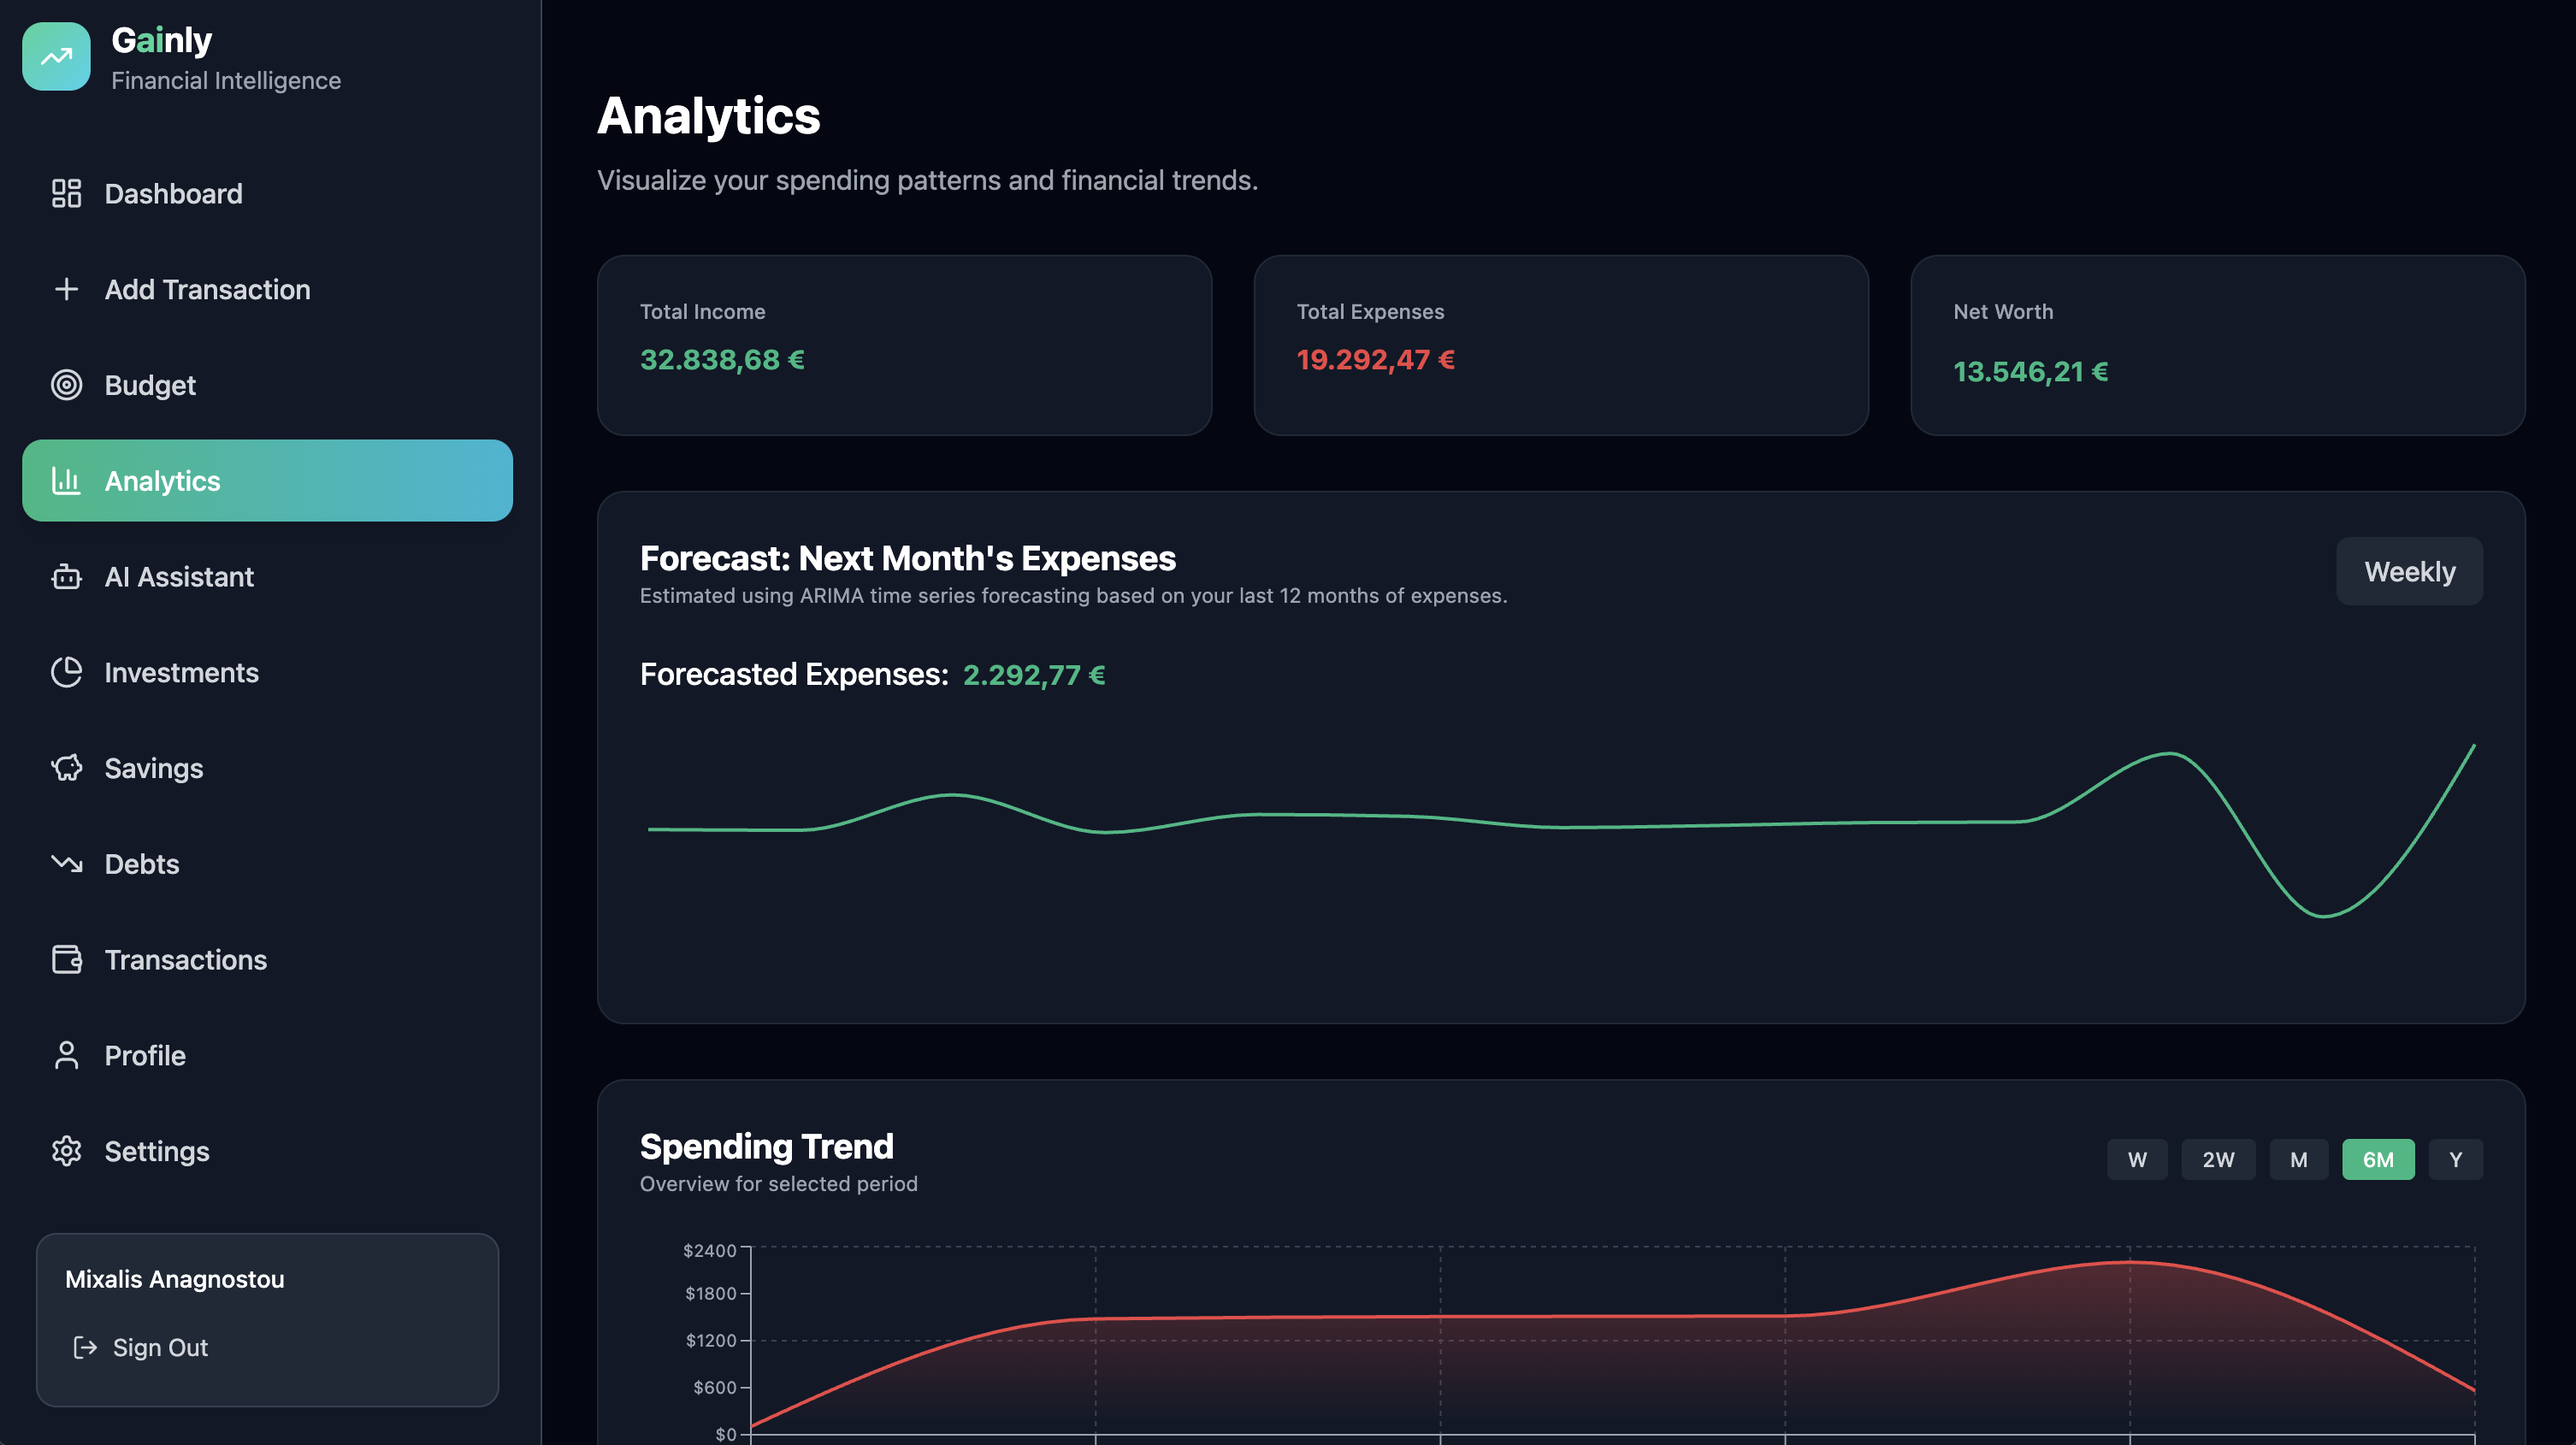 Gainly
Financial Intelligence
Dashboard
Add Transaction
Budget
Analytics
AI Assistant
Investments
Savings
Debts
Transactions
Profile
Settings
Mixalis Anagnostou
Sign Out
Analytics
Visualize your spending patterns and financial trends.
Total Income
32.838,68 €
Total Expenses
19.292,47 €
Net Worth
13.546,21 €
Forecast: Next Month's Expenses
Estimated using ARIMA time series forecasting based on your last 12 months of expenses.
Weekly
Forecasted Expenses: 2.292,77 €
Spending Trend
Overview for selected period
W 2W M 6M Y
$2400
$1800
$1200
$600
$0